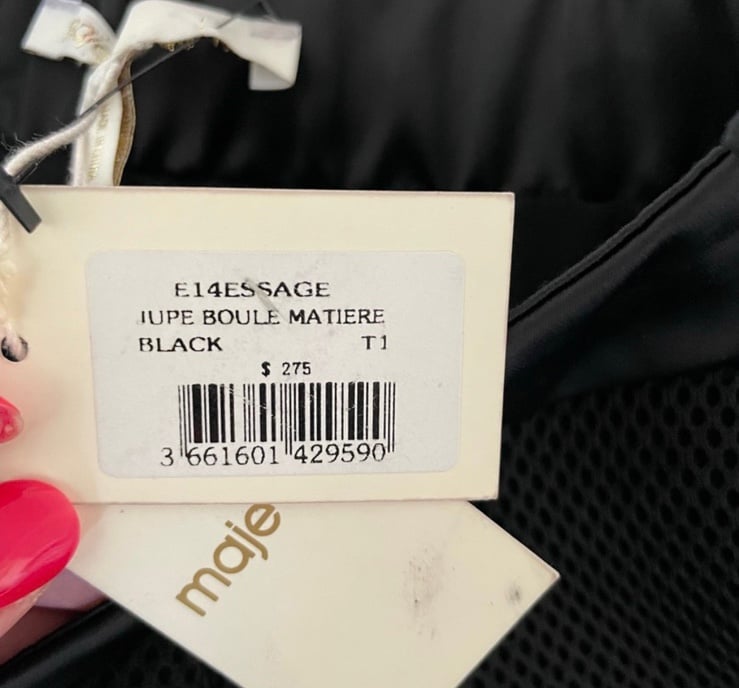 E14ESSAGE
JUPE BOULE MATIERE
BLACK T1
$ 275
3 661601 429590
maje